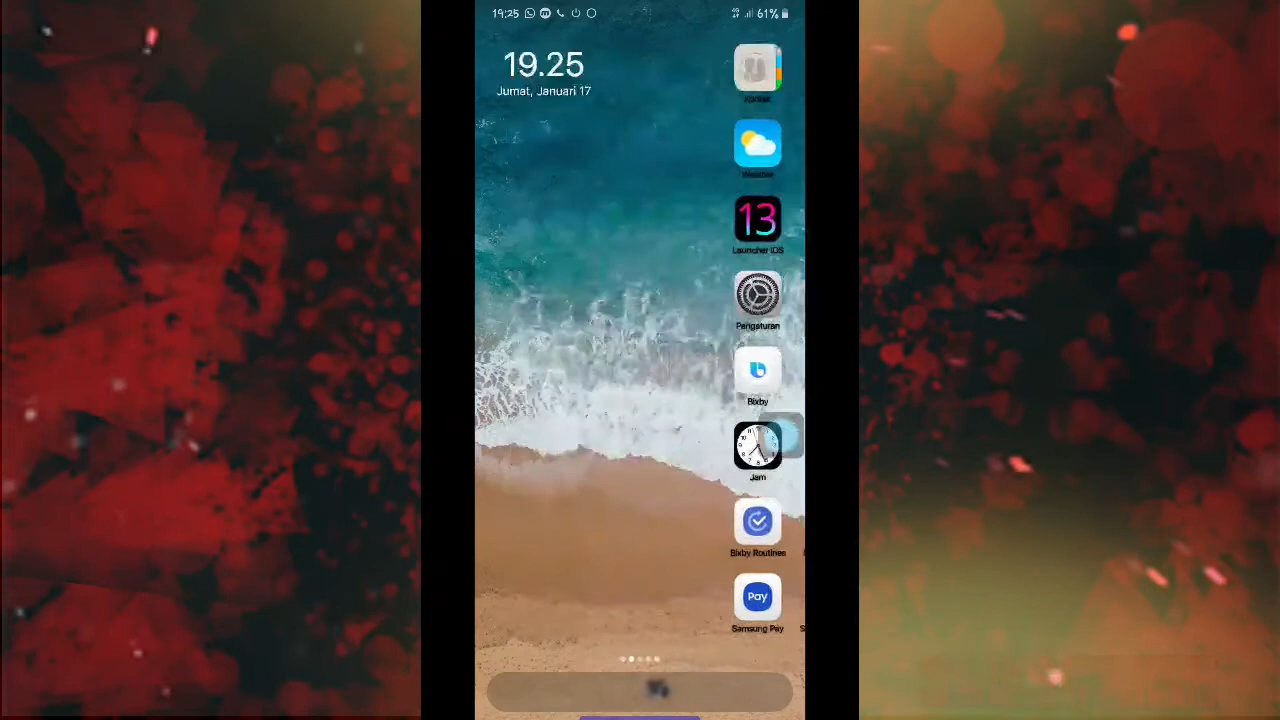 19:25
61%
19.25
Jumat, Januari 17
Kontak
Weather
13
Launcher iOS
Pengaturan
Bixby
Jam
Bixby Routines
Pay
Samsung Pay